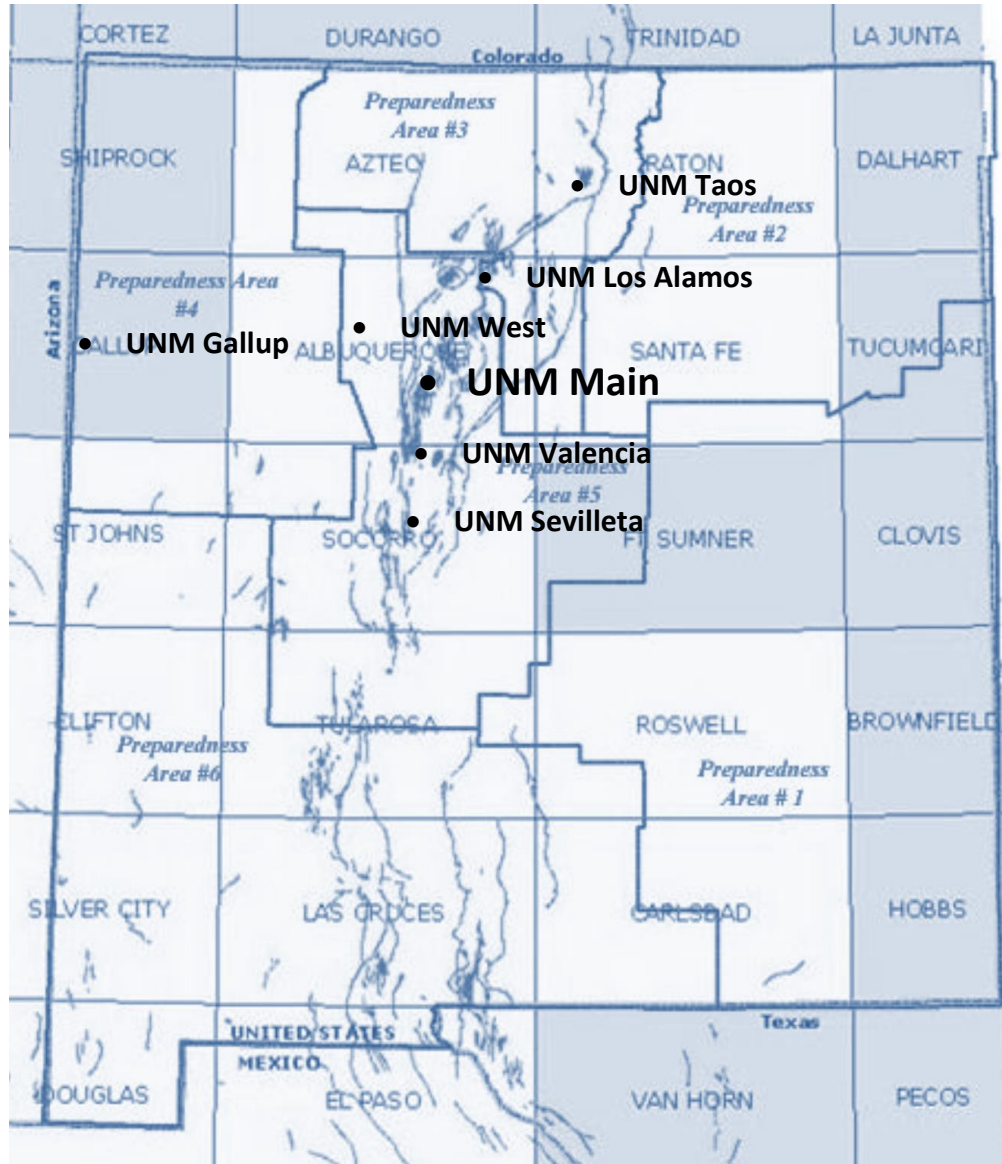 CORTEZ
DURANGO
TRINIDAD
LA JUNTA
Colorado
Preparedness
Area #3
SHIPROCK
AZTEC
RATON
DALHART
UNM Taos
Preparedness
Area #2
Preparedness Area
#4
UNM Los Alamos
Arizona
GALLUP
UNM Gallup
UNM West
ALBUQUERQUE
SANTA FE
TUCUMCARI
UNM Main
UNM Valencia
Preparedness
Area #5
UNM Sevilleta
ST JOHNS
SOCORRO
FT SUMNER
CLOVIS
CLIFTON
TULAROSA
ROSWELL
BROWNFIELD
Preparedness
Area #6
Preparedness
Area # 1
SILVER CITY
LAS CRUCES
CARLSBAD
HOBBS
UNITED STATES
MEXICO
Texas
DOUGLAS
EL PASO
VAN HORN
PECOS